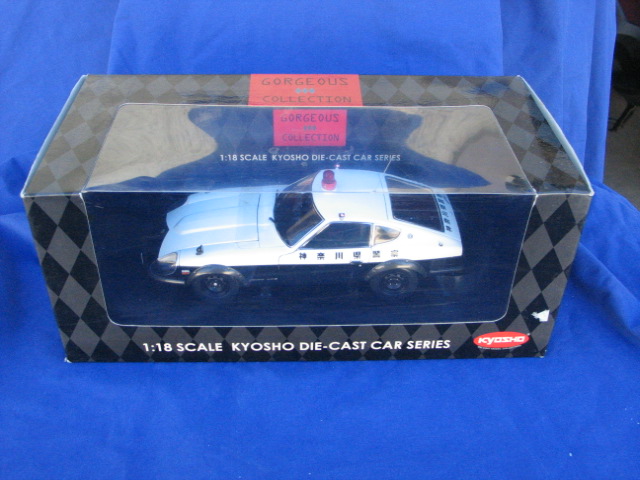 GORGEOUS
COLLECTION
GORGEOUS
COLLECTION
1:18 SCALE KYOSHO DIE-CAST CAR SERIES
神奈川県警察
1:18 SCALE KYOSHO DIE-CAST CAR SERIES
KYOSHO